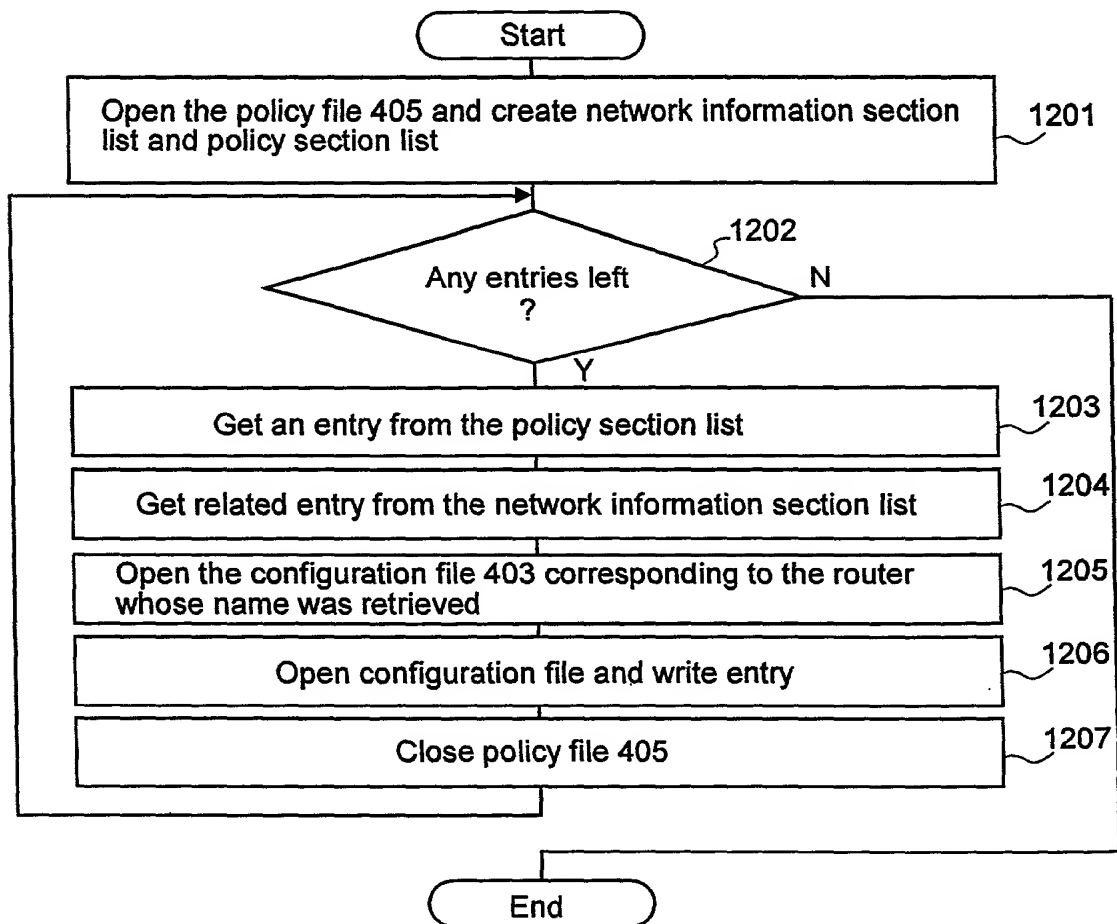 Start
Open the policy file 405 and create network information section
list and policy section list
1201
1202
Any entries left
?
N
Y
Get an entry from the policy section list
1203
Get related entry from the network information section list
1204
Open the configuration file 403 corresponding to the router
whose name was retrieved
1205
Open configuration file and write entry
1206
Close policy file 405
1207
End